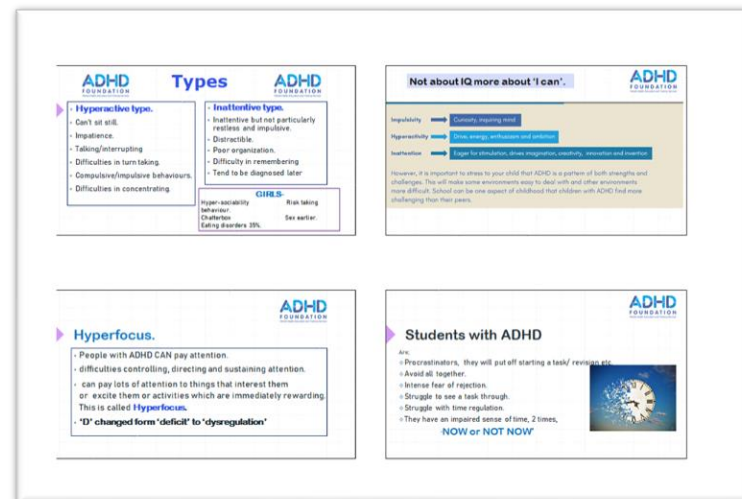 ADHD
FOUNDATION
Types
ADHD
FOUNDATION
- Hyperactive type.
- Can't sit still.
- Impatience.
- Talking/interrupting
- Difficulties in turn taking.
- Compulsive/impulsive behaviours.
- Difficulties in concentrating.
- Inattentive type.
- Inattentive but not particularly
restless and impulsive.
- Distractible.
- Poor organization.
- Difficulty in remembering
- Tend to be diagnosed later
GIRLS-
Hyper-sociability Risk taking
behaviour.
Chatterbox Sex earlier.
Eating disorders 35%.
Not about IQ more about 'I can'.
ADHD
FOUNDATION
Impulsivity Curiosity, inquiring mind
Hyperactivity Drive, energy, enthusiasm and ambition
Inattention Eager for stimulation, drives imagination, creativity, innovation and invention
However, it is important to stress to your child that ADHD is a pattern of both strengths and
challenges. This will make some environments easy to deal with and other environments
more difficult. School can be one aspect of childhood that children with ADHD find more
challenging than their peers.
ADHD
FOUNDATION
Hyperfocus.
- People with ADHD CAN pay attention.
- difficulties controlling, directing and sustaining attention.
- can pay lots of attention to things that interest them
or excite them or activities which are immediately rewarding.
This is called Hyperfocus.
- 'D' changed form 'deficit' to 'dysregulation'
ADHD
FOUNDATION
Students with ADHD
Are:
Procrastinators, they will put off starting a task/ revision etc.
Avoid all together.
Intense fear of rejection.
Struggle to see a task through.
Struggle with time regulation.
They have an impaired sense of time, 2 times,
'NOW or NOT NOW'